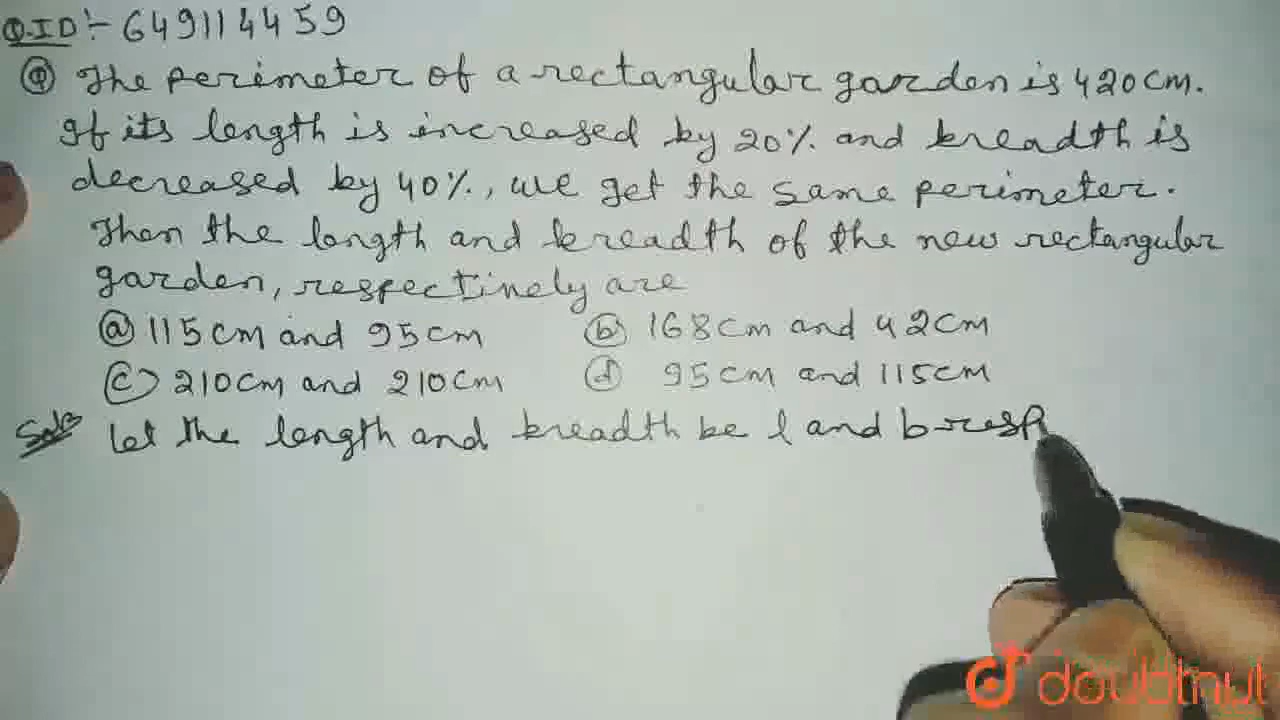 Q.ID:- 649114459
Q The perimeter of a rectangular garden is 420cm.
If its length is increased by 20% and breadth is
decreased by 40%, we get the same perimeter.
Then the length and breadth of the new rectangular
garden, respectively are
a 115cm and 95cm b 168cm and 42cm
c 210cm and 210cm d 95cm and 115cm
Solⁿ Let the length and breadth be l and b resp
doubtnut